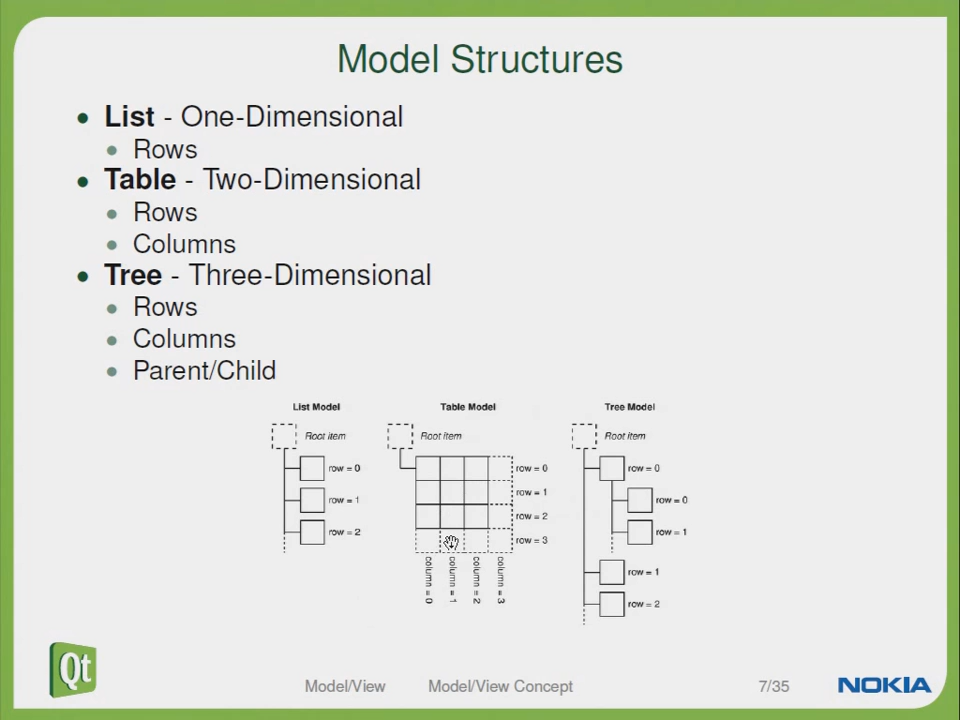 Model Structures
List - One-Dimensional
Rows
Table - Two-Dimensional
Rows
Columns
Tree - Three-Dimensional
Rows
Columns
Parent/Child
List Model
Root item
row = 0
row = 1
row = 2
Table Model
Root item
row = 0
row = 1
row = 2
row = 3
column = 0
column = 1
column = 2
column = 3
Tree Model
Root item
row = 0
row = 0
row = 1
row = 1
row = 2
Qt
Model/View
Model/View Concept
7/35
NOKIA